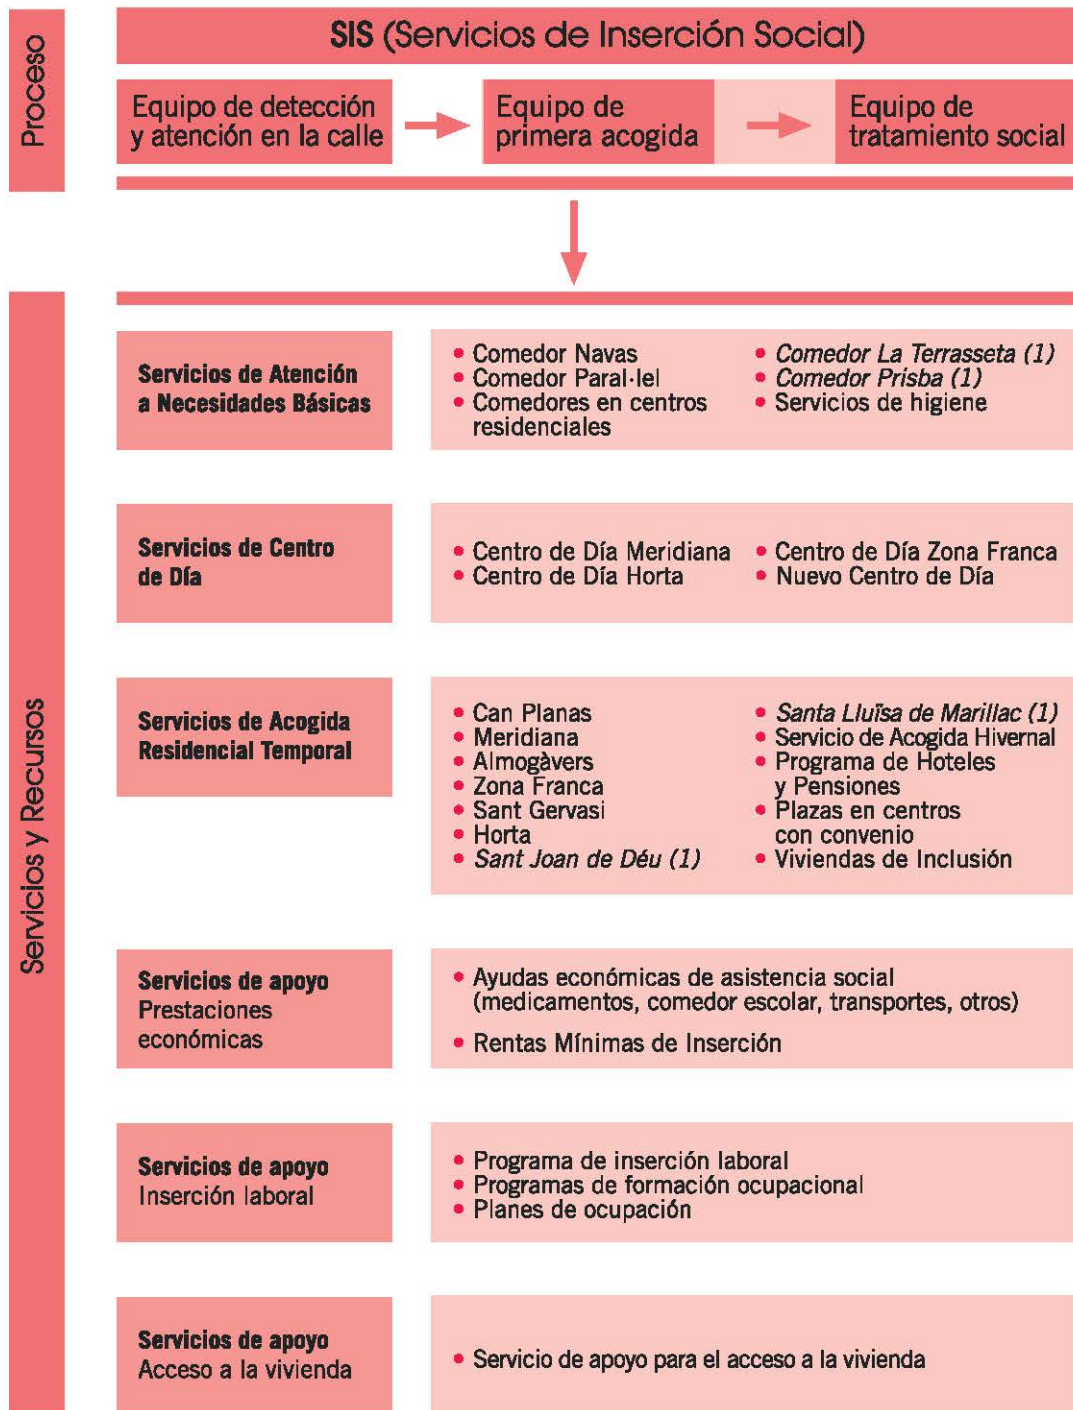 Proceso
SIS (Servicios de Inserción Social)
Equipo de detección
y atención en la calle
Equipo de
primera acogida
Equipo de
tratamiento social
Servicios y Recursos
Servicios de Atención
a Necesidades Básicas
• Comedor Navas
• Comedor Paral·lel
• Comedores en centros
residenciales
• Comedor La Terrasseta (1)
• Comedor Prisba (1)
• Servicios de higiene
Servicios de Centro
de Día
• Centro de Día Meridiana
• Centro de Día Horta
• Centro de Día Zona Franca
• Nuevo Centro de Día
Servicios de Acogida
Residencial Temporal
• Can Planas
• Meridiana
• Almogàvers
• Zona Franca
• Sant Gervasi
• Horta
• Sant Joan de Déu (1)
• Santa Lluïsa de Marillac (1)
• Servicio de Acogida Hivernal
• Programa de Hoteles
y Pensiones
• Plazas en centros
con convenio
• Viviendas de Inclusión
Servicios de apoyo
Prestaciones
económicas
• Ayudas económicas de asistencia social
(medicamentos, comedor escolar, transportes, otros)
• Rentas Mínimas de Inserción
Servicios de apoyo
Inserción laboral
• Programa de inserción laboral
• Programas de formación ocupacional
• Planes de ocupación
Servicios de apoyo
Acceso a la vivienda
• Servicio de apoyo para el acceso a la vivienda